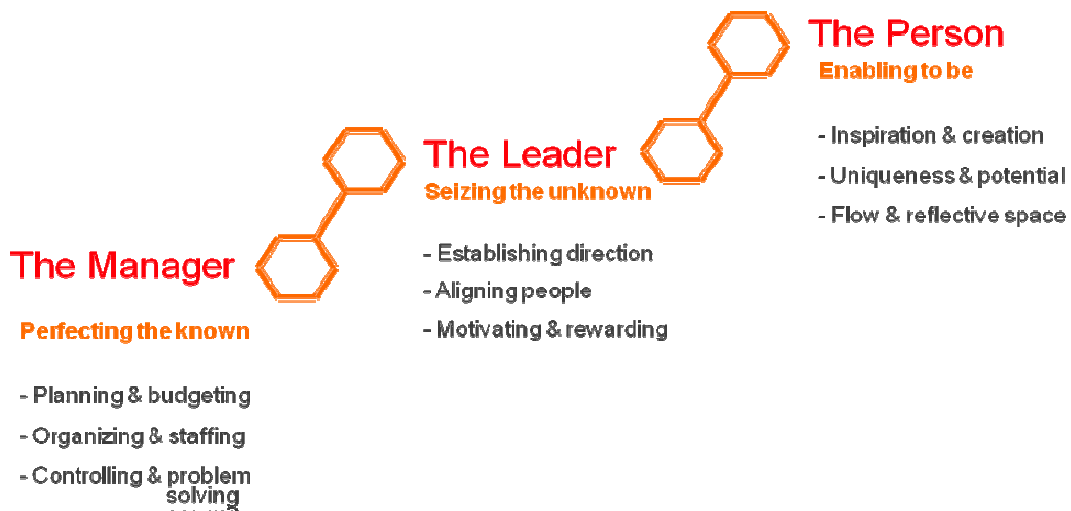 The Manager
Perfecting the known
- Planning & budgeting
- Organizing & staffing
- Controlling & problem
solving
The Leader
Seizing the unknown
- Establishing direction
- Aligning people
- Motivating & rewarding
The Person
Enabling to be
- Inspiration & creation
- Uniqueness & potential
- Flow & reflective space